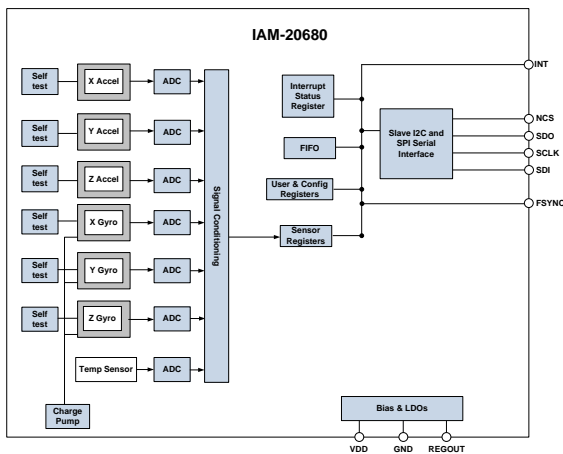 IAM-20680
Self
test
X Accel
ADC
Self
test
Y Accel
ADC
Self
test
Z Accel
ADC
Self
test
X Gyro
ADC
Self
test
Y Gyro
ADC
Self
test
Z Gyro
ADC
Temp Sensor
ADC
Charge
Pump
Signal Conditioning
Interrupt
Status
Register
FIFO
User & Config
Registers
Sensor
Registers
Slave I2C and
SPI Serial
Interface
INT
NCS
SDO
SCLK
SDI
FSYNC
Bias & LDOs
VDD
GND
REGOUT